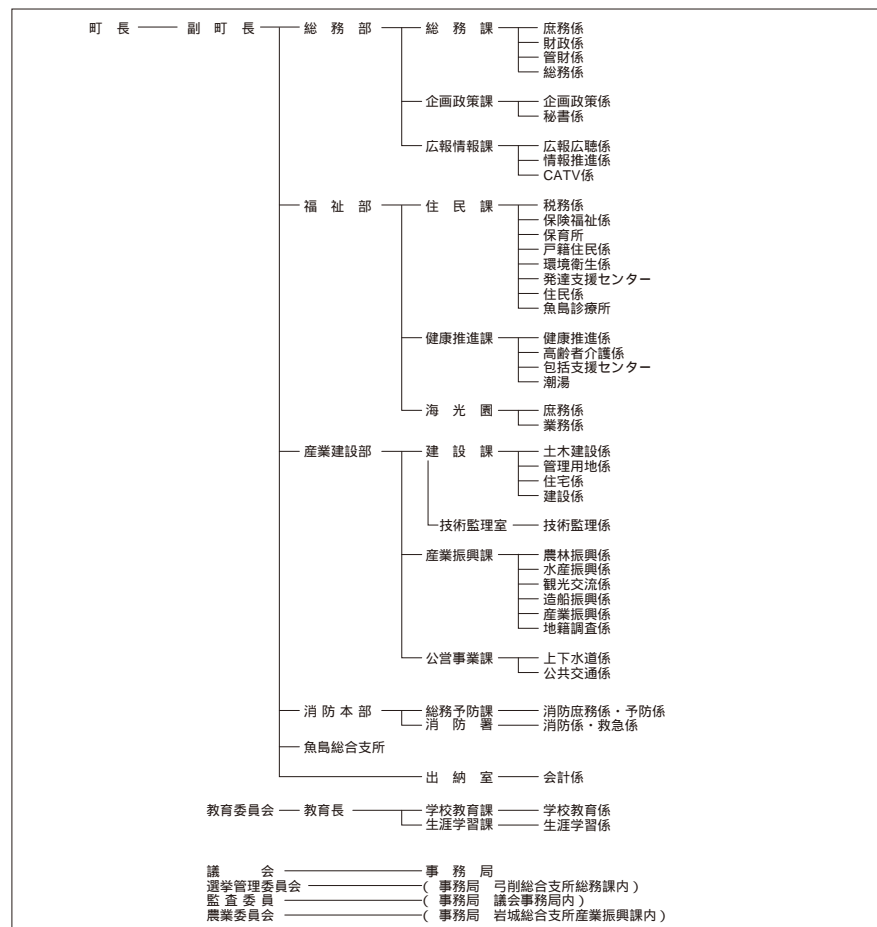 町 長 副 町 長 総 務 部 総 務 課 庶務係
財政係
管財係
総務係
企画政策課 企画政策係
秘書係
広報情報課 広報広聴係
情報推進係
CATV係
福 祉 部 住 民 課 税務係
保険福祉係
保育所
戸籍住民係
環境衛生係
発達支援センター
住民係
魚島診療所
健康推進課 健康推進係
高齢者介護係
包括支援センター
潮湯
海 光 園 庶務係
業務係
産業建設部 建 設 課 土木建設係
管理用地係
住宅係
建設係
技術監理室 技術監理係
産業振興課 農林振興係
水産振興係
観光交流係
造船振興係
産業振興係
地籍調査係
公営事業課 上下水道係
公共交通係
消 防 本 部 総務予防課 消防庶務係・予防係
消 防 署 消防係・救急係
魚島総合支所
出 納 室 会計係
教育委員会 教育長 学校教育課 学校教育係
生涯学習課 生涯学習係
議 会 事 務 局
選挙管理委員会 ( 事務局 弓削総合支所総務課内 )
監 査 委 員 ( 事務局 議会事務局内 )
農業委員会 ( 事務局 岩城総合支所産業振興課内 )